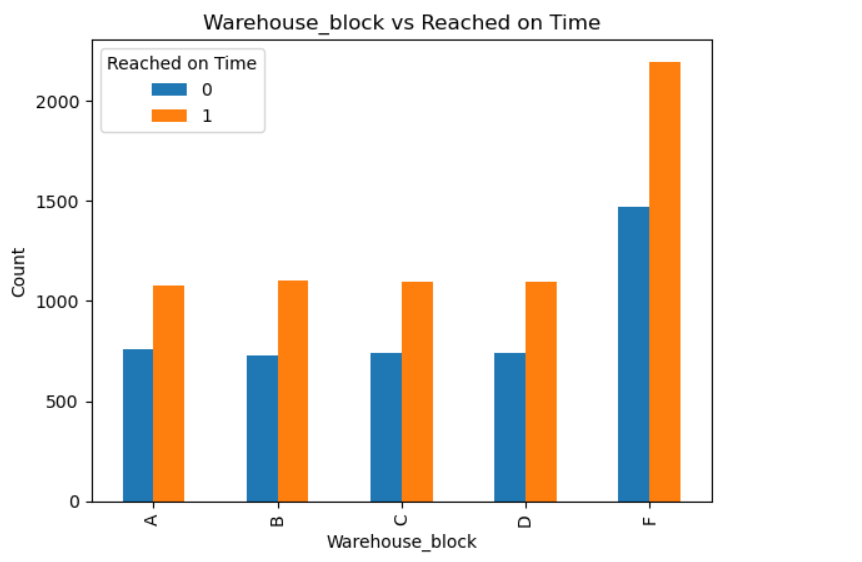 Warehouse_block vs Reached on Time
Reached on Time
0
1
Count
2000
1500
1000
500
0
A
B
C
D
F
Warehouse_block